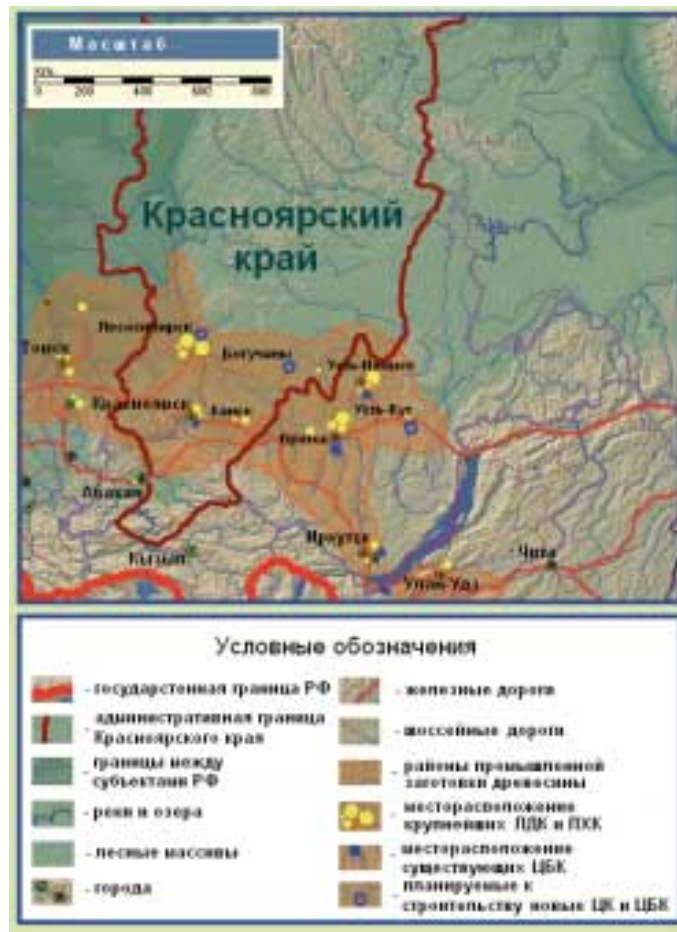 Масштаб
0 200 400 600 800
Красноярский
край
Лесосибирск
Томск
Богучаны
Усть-Илимск
Красноярск
Канск
Усть-Кут
Братск
Абакан
Иркутск
Кызыл
Чита
Улан-Удэ
Условные обозначения
- государстенная граница РФ
- железные дороги
- административная граница
Красноярского края
- шоссейные дороги
- границы между
субъектами РФ
- районы промышленной
заготовки древесины
- реки и озера
- месторасположение
крупнейших ЛДК и ЛХК
- лесные массивы
- месторасположение
существующих ЦБК
- города
- планируемые к
строительству новые ЦК и ЦБК